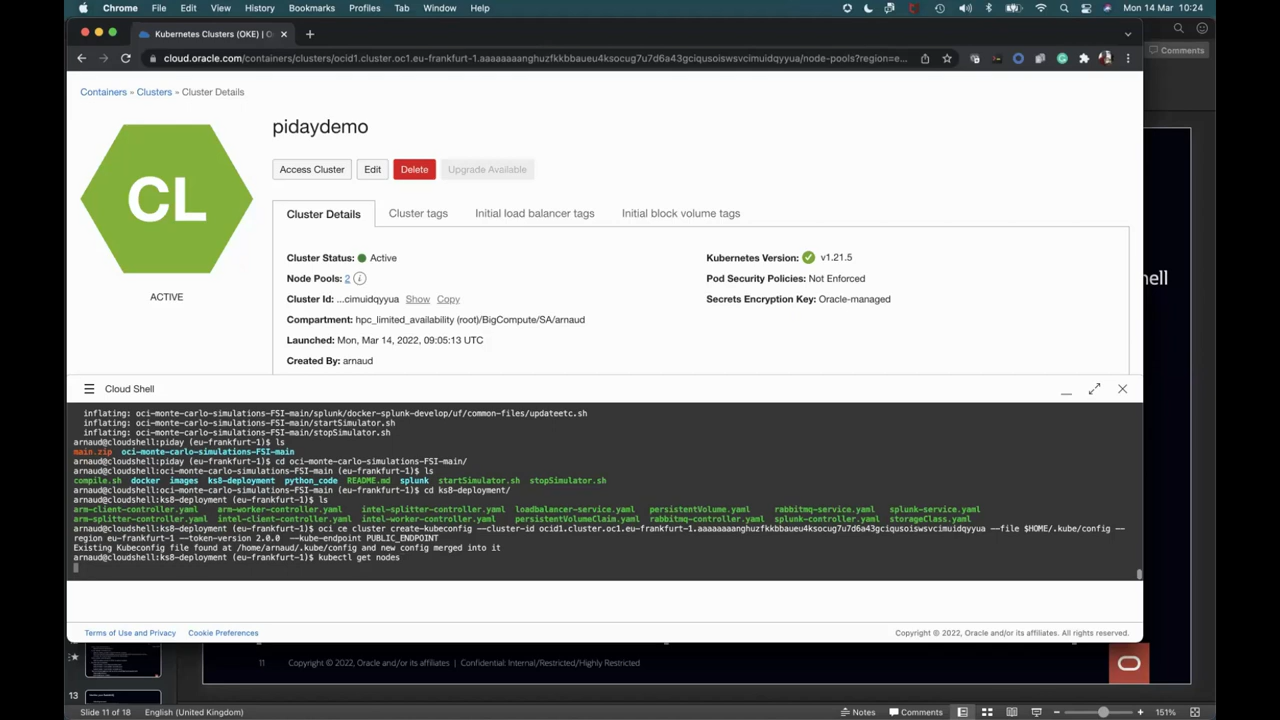 Chrome File Edit View History Bookmarks Profiles Tab Window Help Mon 14 Mar 10:24
Kubernetes Clusters (OKE) | O
cloud.oracle.com/containers/clusters/ocid1.cluster.oc1.eu-frankfurt-1.aaaaaaaanghuzfkkbbaueu4ksocug7u7d6a43gciqusoiswsvcimuidqyyua/node-pools?region=e...
Comments
Containers » Clusters » Cluster Details
pidaydemo
CL
ACTIVE
Access Cluster Edit Delete Upgrade Available
Cluster Details Cluster tags Initial load balancer tags Initial block volume tags
Cluster Status: Active Kubernetes Version: v1.21.5
Node Pools: 2 Pod Security Policies: Not Enforced
Cluster Id: ...cimuidqyyua Show Copy Secrets Encryption Key: Oracle-managed
Compartment: hpc_limited_availability (root)/BigCompute/SA/arnaud
Launched: Mon, Mar 14, 2022, 09:05:13 UTC
Created By: arnaud
hell
Cloud Shell
inflating: oci-monte-carlo-simulations-FSI-main/splunk/docker-splunk-develop/uf/common-files/updateetc.sh
inflating: oci-monte-carlo-simulations-FSI-main/startSimulator.sh
inflating: oci-monte-carlo-simulations-FSI-main/stopSimulator.sh
arnaud@cloudshell:piday (eu-frankfurt-1)$ ls
main.zip oci-monte-carlo-simulations-FSI-main
arnaud@cloudshell:piday (eu-frankfurt-1)$ cd oci-monte-carlo-simulations-FSI-main/
arnaud@cloudshell:oci-monte-carlo-simulations-FSI-main (eu-frankfurt-1)$ ls
compile.sh docker images ks8-deployment python_code README.md splunk startSimulator.sh stopSimulator.sh
arnaud@cloudshell:oci-monte-carlo-simulations-FSI-main (eu-frankfurt-1)$ cd ks8-deployment/
arnaud@cloudshell:ks8-deployment (eu-frankfurt-1)$ ls
arm-client-controller.yaml arm-worker-controller.yaml intel-splitter-controller.yaml loadbalancer-service.yaml persistentVolume.yaml rabbitmq-service.yaml splunk-service.yaml
arm-splitter-controller.yaml intel-client-controller.yaml intel-worker-controller.yaml persistentVolumeClaim.yaml rabbitmq-controller.yaml splunk-controller.yaml storageClass.yaml
arnaud@cloudshell:ks8-deployment (eu-frankfurt-1)$ oci ce cluster create-kubeconfig --cluster-id ocid1.cluster.oc1.eu-frankfurt-1.aaaaaaaanghuzfkkbbaueu4ksocug7u7d6a43gciqusoiswsvcimuidqyyua --file $HOME/.kube/config --
region eu-frankfurt-1 --token-version 2.0.0 --kube-endpoint PUBLIC_ENDPOINT
Existing Kubeconfig file found at /home/arnaud/.kube/config and new config merged into it
arnaud@cloudshell:ks8-deployment (eu-frankfurt-1)$ kubectl get nodes
Terms of Use and Privacy Cookie Preferences Copyright © 2022, Oracle and/or its affiliates. All rights reserved.
11 Copyright © 2022, Oracle and/or its affiliates | Confidential: Internal/Restricted/Highly Restricted
13
Slide 11 of 18 English (United Kingdom) Notes Comments 151%